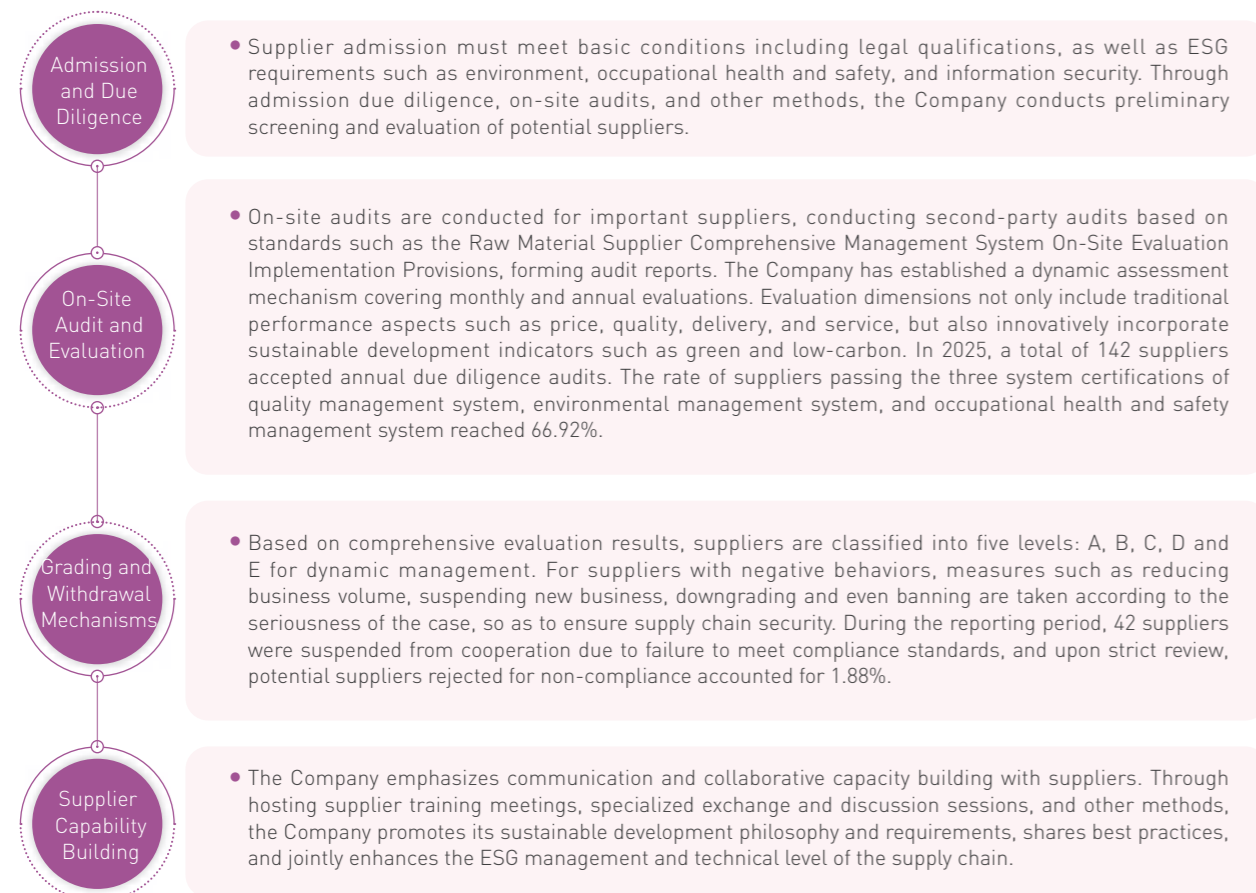 Admission
and Due
Diligence
• Supplier admission must meet basic conditions including legal qualifications, as well as ESG
requirements such as environment, occupational health and safety, and information security. Through
admission due diligence, on-site audits, and other methods, the Company conducts preliminary
screening and evaluation of potential suppliers.
On-Site
Audit and
Evaluation
• On-site audits are conducted for important suppliers, conducting second-party audits based on
standards such as the Raw Material Supplier Comprehensive Management System On-Site Evaluation
Implementation Provisions, forming audit reports. The Company has established a dynamic assessment
mechanism covering monthly and annual evaluations. Evaluation dimensions not only include traditional
performance aspects such as price, quality, delivery, and service, but also innovatively incorporate
sustainable development indicators such as green and low-carbon. In 2025, a total of 142 suppliers
accepted annual due diligence audits. The rate of suppliers passing the three system certifications of
quality management system, environmental management system, and occupational health and safety
management system reached 66.92%.
Grading and
Withdrawal
Mechanisms
• Based on comprehensive evaluation results, suppliers are classified into five levels: A, B, C, D and
E for dynamic management. For suppliers with negative behaviors, measures such as reducing
business volume, suspending new business, downgrading and even banning are taken according to the
seriousness of the case, so as to ensure supply chain security. During the reporting period, 42 suppliers
were suspended from cooperation due to failure to meet compliance standards, and upon strict review,
potential suppliers rejected for non-compliance accounted for 1.88%.
Supplier
Capability
Building
• The Company emphasizes communication and collaborative capacity building with suppliers. Through
hosting supplier training meetings, specialized exchange and discussion sessions, and other methods,
the Company promotes its sustainable development philosophy and requirements, shares best practices,
and jointly enhances the ESG management and technical level of the supply chain.